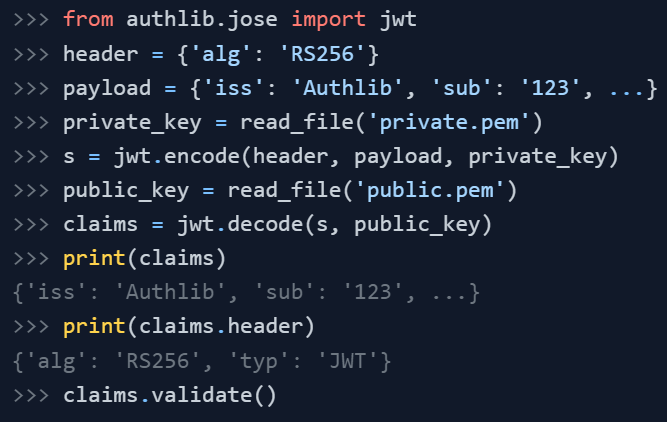 >>> from authlib.jose import jwt
>>> header = {'alg': 'RS256'}
>>> payload = {'iss': 'Authlib', 'sub': '123', ...}
>>> private_key = read_file('private.pem')
>>> s = jwt.encode(header, payload, private_key)
>>> public_key = read_file('public.pem')
>>> claims = jwt.decode(s, public_key)
>>> print(claims)
{'iss': 'Authlib', 'sub': '123', ...}
>>> print(claims.header)
{'alg': 'RS256', 'typ': 'JWT'}
>>> claims.validate()